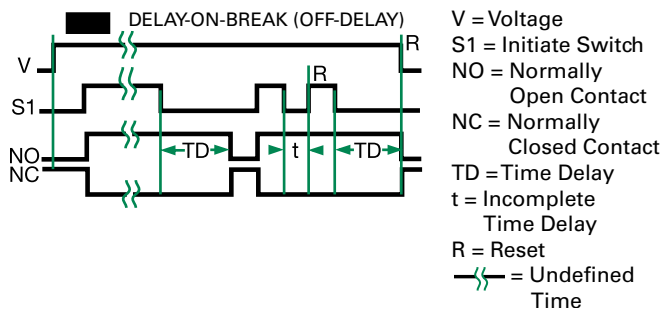 DELAY-ON-BREAK (OFF-DELAY)
V
R
S1
R
NO
NC
TD
t
TD
V = Voltage
S1 = Initiate Switch
NO = Normally
Open Contact
NC = Normally
Closed Contact
TD = Time Delay
t = Incomplete
Time Delay
R = Reset
= Undefined
Time